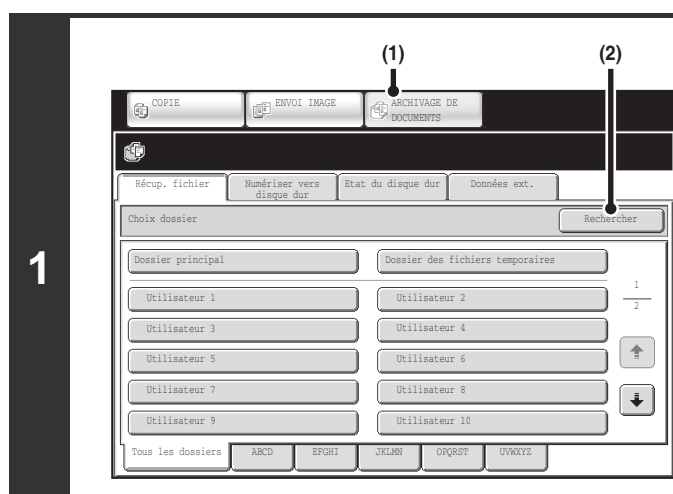 (1)
(2)
COPIE
ENVOI IMAGE
ARCHIVAGE DE
DOCUMENTS
Récup. fichier
Numériser vers
disque dur
Etat du disque dur
Données ext.
Choix dossier
Rechercher
1
Dossier principal
Dossier des fichiers temporaires
Utilisateur 1
Utilisateur 2
Utilisateur 3
Utilisateur 4
Utilisateur 5
Utilisateur 6
Utilisateur 7
Utilisateur 8
Utilisateur 9
Utilisateur 10
1
2
Tous les dossiers
ABCD
EFGHI
JKLMN
OPQRST
UVWXYZ